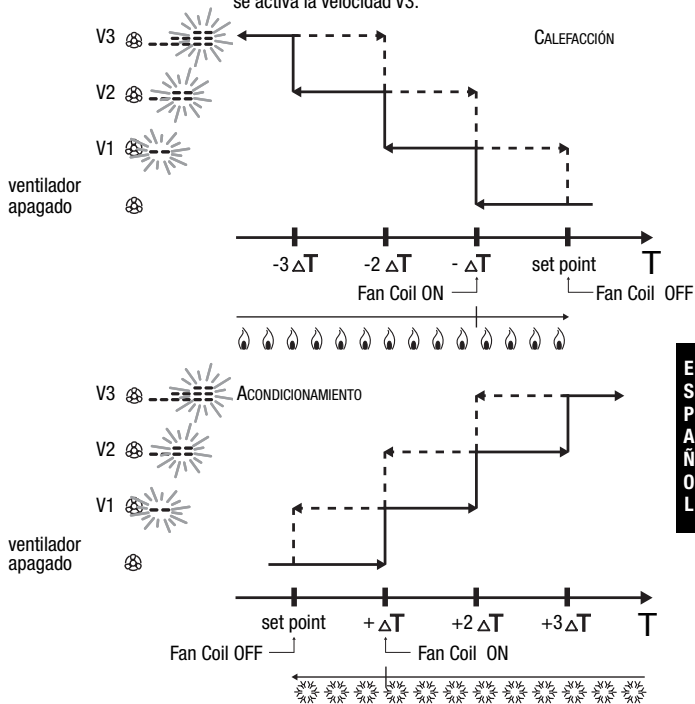 se activa la velocidad V3.
V3
CALEFACCIÓN
V2
V1
ventilador
apagado
-3 △T
-2 △T
- △T
set point
T
Fan Coil ON
Fan Coil OFF
V3
ACONDICIONAMIENTO
V2
V1
ventilador
apagado
set point
+ △T
+2 △T
+3 △T
T
Fan Coil OFF
Fan Coil ON
ESPAÑOL